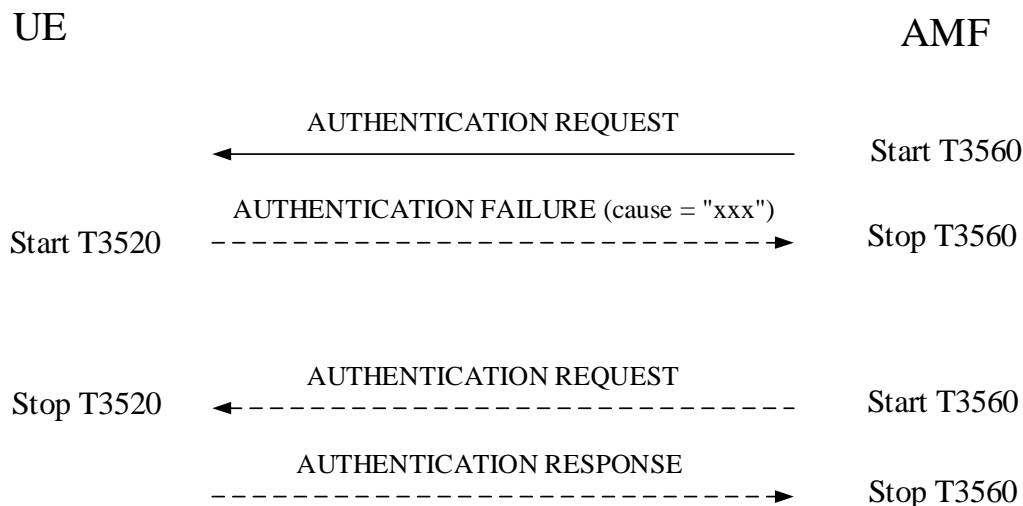 UE
AMF
AUTHENTICATION REQUEST
Start T3560
AUTHENTICATION FAILURE (cause = "xxx")
Start T3520
Stop T3560
AUTHENTICATION REQUEST
Stop T3520
Start T3560
AUTHENTICATION RESPONSE
Stop T3560